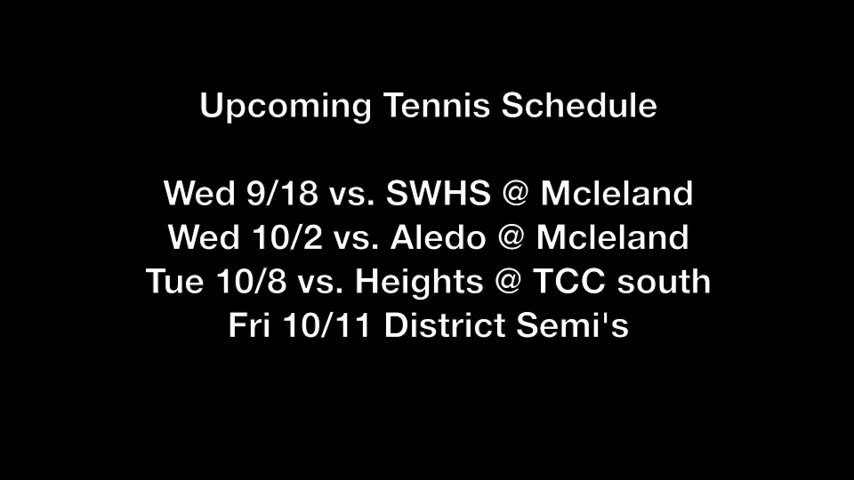 Upcoming Tennis Schedule
Wed 9/18 vs. SWHS @ Mcleland
Wed 10/2 vs. Aledo @ Mcleland
Tue 10/8 vs. Heights @ TCC south
Fri 10/11 District Semi's